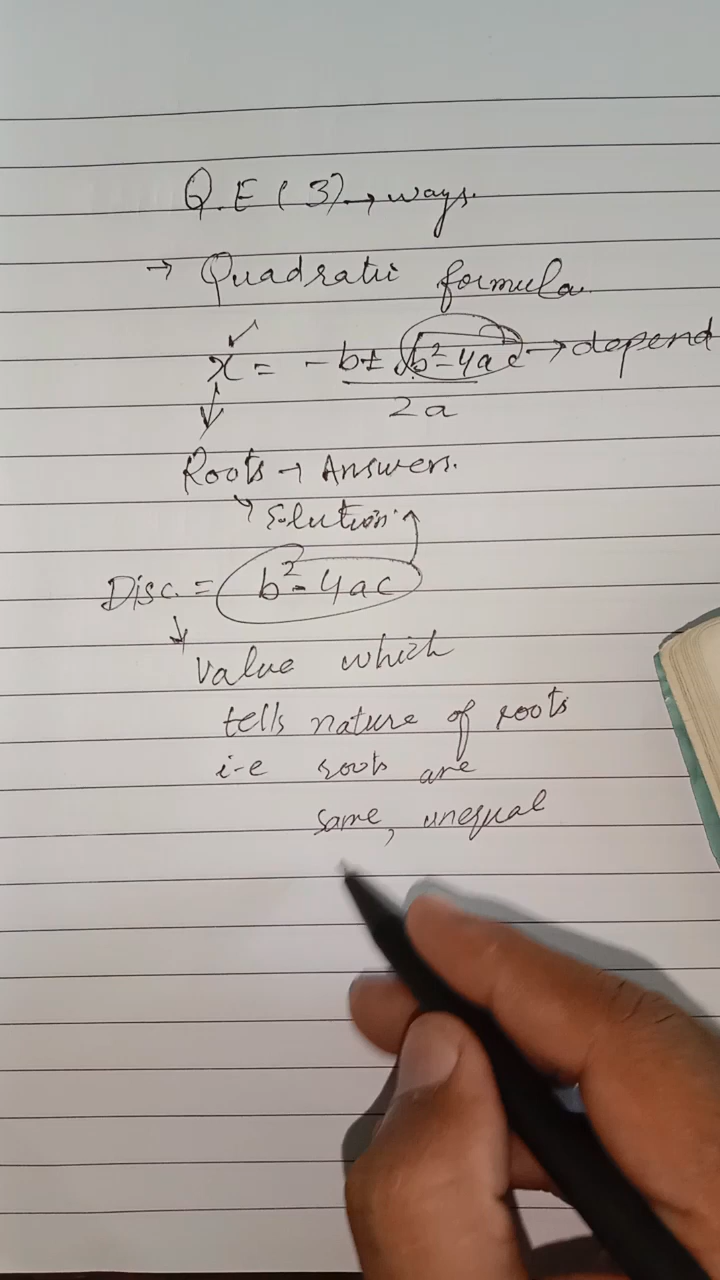 Q.E (3) → ways.
→ Quadratic formula
x = -b ± √b²-4ac → depend
2a
Roots → Answers.
→ Solution.
Disc. = b²-4ac
value which
tells nature of roots
i-e roots are
same, unequal